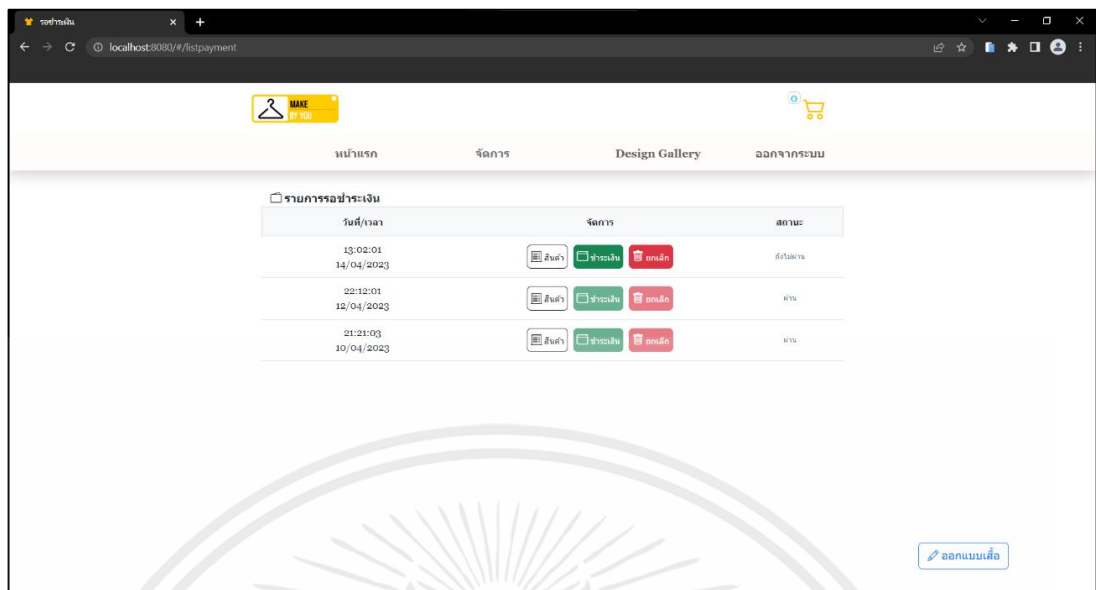 รอชำระเงิน
localhost:8080/#/listpayment
MAKE
BY YOU
0
หน้าแรก จัดการ Design Gallery ออกจากระบบ
รายการรอชำระเงิน
วันที่/เวลา จัดการ สถานะ
13:02:01
14/04/2023
สินค้า ชำระเงิน ยกเลิก ยังไม่ผ่าน
22:12:01
12/04/2023
สินค้า ชำระเงิน ยกเลิก ผ่าน
21:21:03
10/04/2023
สินค้า ชำระเงิน ยกเลิก ผ่าน
ออกแบบเสื้อ